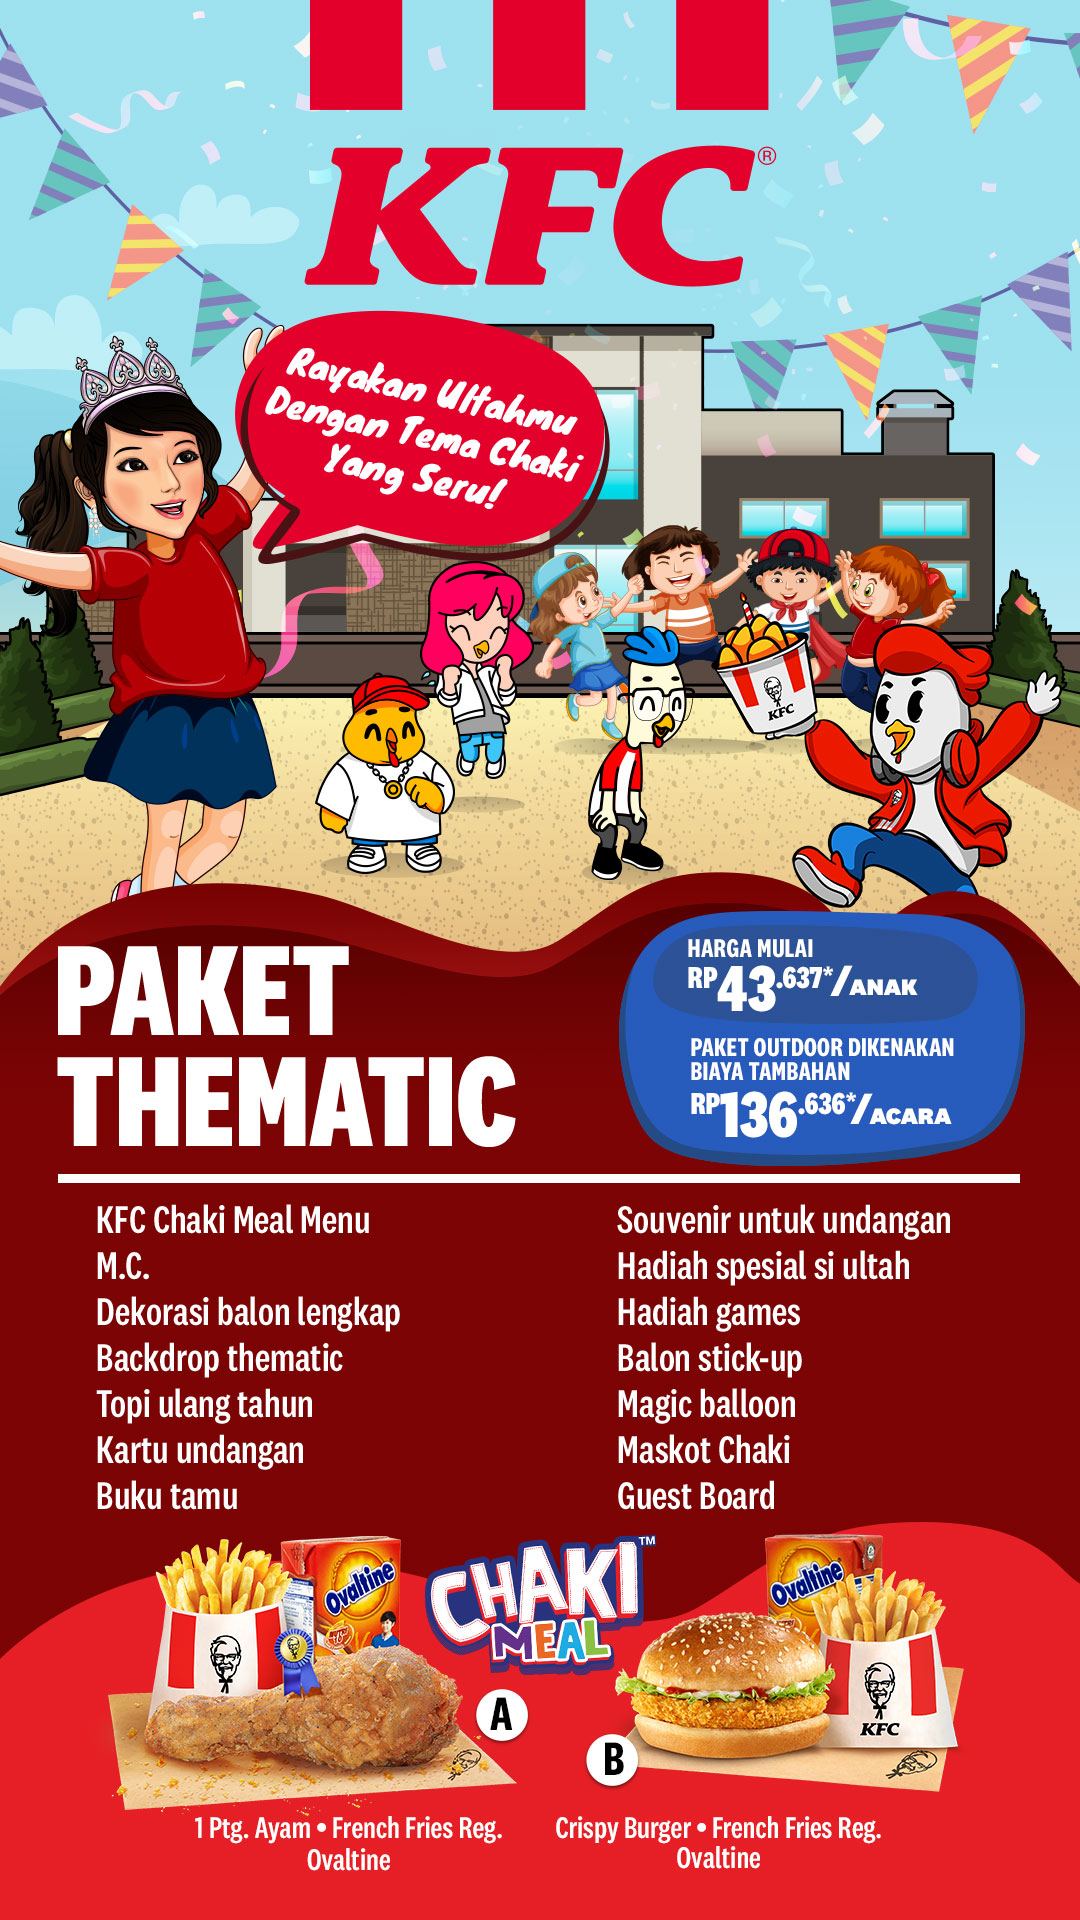 KFC®
Rayakan Ultahmu
Dengan Tema Chaki
Yang Seru!
KFC
PAKET
THEMATIC
HARGA MULAI
RP43.637*/ANAK
PAKET OUTDOOR DIKENAKAN
BIAYA TAMBAHAN
RP136.636*/ACARA
KFC Chaki Meal Menu
M.C.
Dekorasi balon lengkap
Backdrop thematic
Topi ulang tahun
Kartu undangan
Buku tamu
Souvenir untuk undangan
Hadiah spesial si ultah
Hadiah games
Balon stick-up
Magic balloon
Maskot Chaki
Guest Board
Ovaltine
CHAKI™
MEAL
Ovaltine
KFC
A
B
1 Ptg. Ayam • French Fries Reg.
Ovaltine
Crispy Burger • French Fries Reg.
Ovaltine